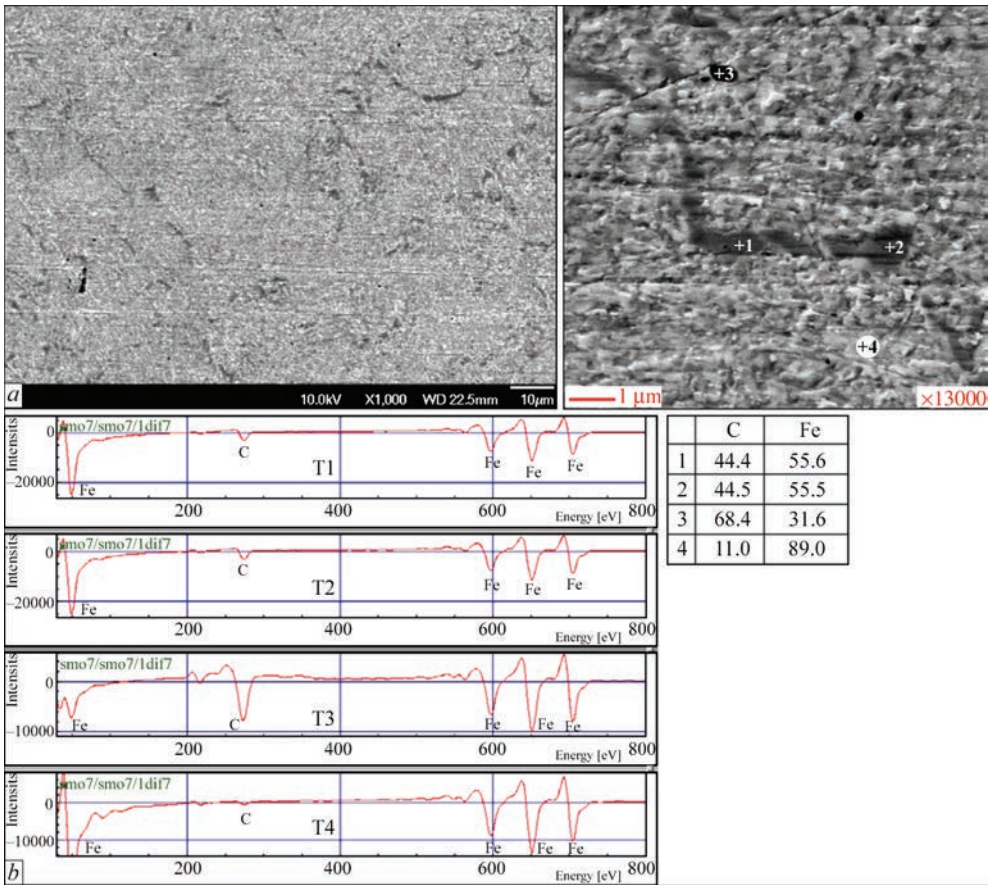 +3
+1
+2
+4
a
10.0kV X1,000 WD 22.5mm 10μm
1 μm
×13000
Intensits
smo7/smo7/1dif7
0
–20000
Fe
C
T1
Fe
Fe
Fe
200
400
600
800
Energy [eV]
Intensits
smo7/smo7/1dif7
0
–20000
Fe
C
T2
Fe
Fe
Fe
200
400
600
800
Energy [eV]
Intensits
smo7/smo7/1dif7
0
–10000
Fe
C
T3
Fe
Fe
Fe
200
400
600
800
Energy [eV]
Intensits
smo7/smo7/1dif7
0
–10000
Fe
C
T4
Fe
Fe
Fe
200
400
600
800
Energy [eV]
b
C Fe
1 44.4 55.6
2 44.5 55.5
3 68.4 31.6
4 11.0 89.0